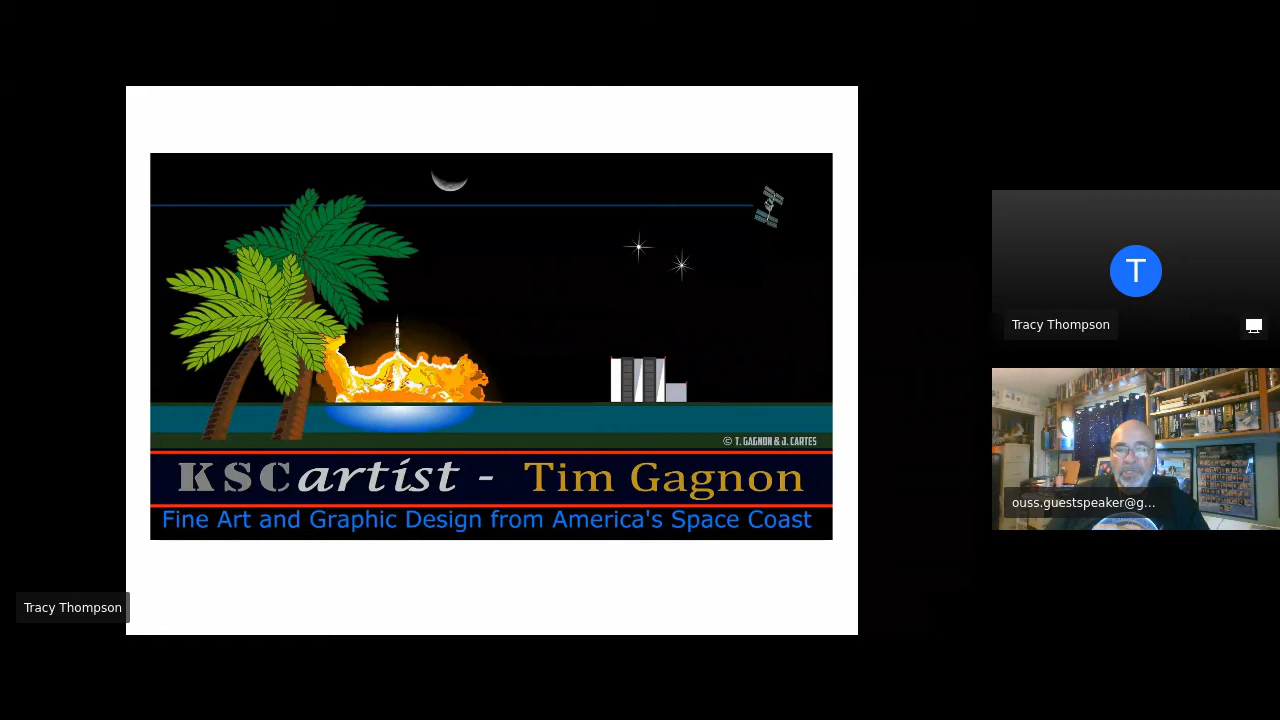 © T. GAGNON & J. CARTES
KSCartist - Tim Gagnon
Fine Art and Graphic Design from America's Space Coast
Tracy Thompson
T
Tracy Thompson
ouss.guestspeaker@g...